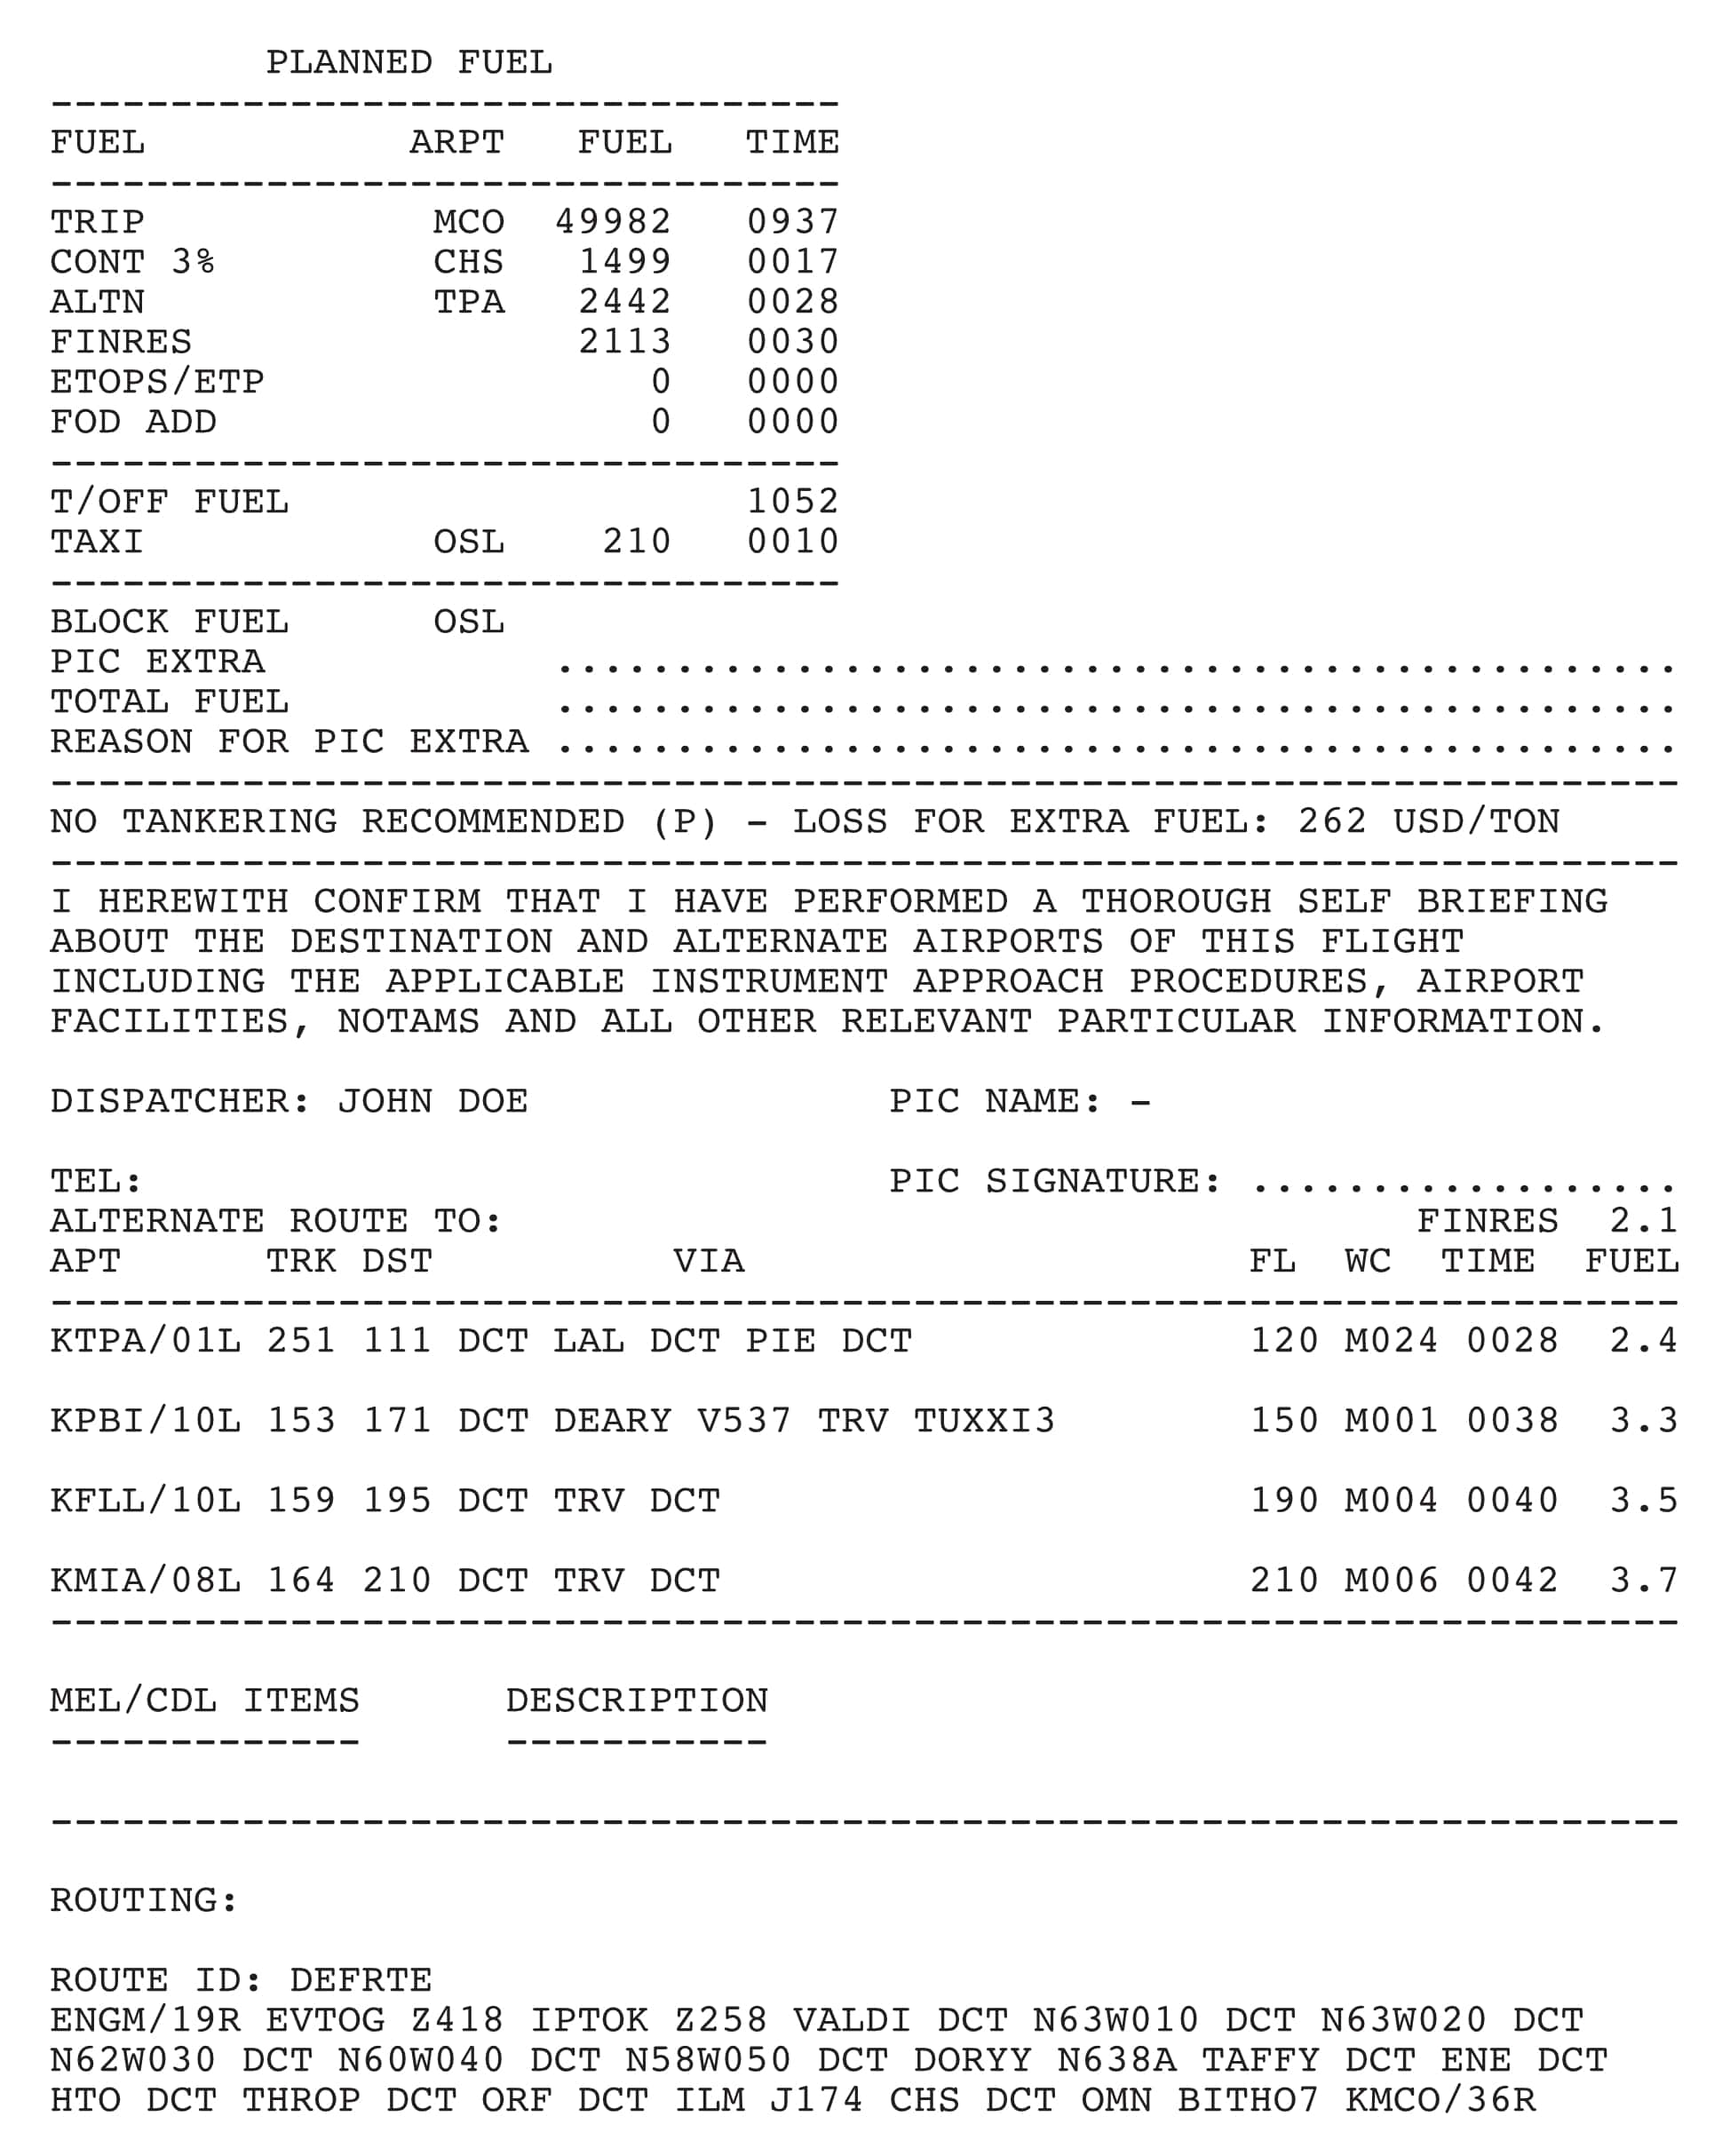 PLANNED FUEL
---------------------------------
FUEL           ARPT   FUEL   TIME
---------------------------------
TRIP            MCO  49982   0937
CONT 3%         CHS   1499   0017
ALTN            TPA   2442   0028
FINRES                2113   0030
ETOPS/ETP                0   0000
FOD ADD                  0   0000
---------------------------------
T/OFF FUEL                   1052
TAXI            OSL    210   0010
---------------------------------
BLOCK FUEL      OSL
PIC EXTRA            ...............................................
TOTAL FUEL           ...............................................
REASON FOR PIC EXTRA ...............................................
--------------------------------------------------------------------
NO TANKERING RECOMMENDED (P) - LOSS FOR EXTRA FUEL: 262 USD/TON
--------------------------------------------------------------------
I HEREWITH CONFIRM THAT I HAVE PERFORMED A THOROUGH SELF BRIEFING
ABOUT THE DESTINATION AND ALTERNATE AIRPORTS OF THIS FLIGHT
INCLUDING THE APPLICABLE INSTRUMENT APPROACH PROCEDURES, AIRPORT
FACILITIES, NOTAMS AND ALL OTHER RELEVANT PARTICULAR INFORMATION.
DISPATCHER: JOHN DOE               PIC NAME: -
TEL:                               PIC SIGNATURE: ..................
ALTERNATE ROUTE TO:                                      FINRES  2.1
APT      TRK DST          VIA                     FL  WC  TIME  FUEL
--------------------------------------------------------------------
KTPA/01L 251 111 DCT LAL DCT PIE DCT              120 M024 0028  2.4
KPBI/10L 153 171 DCT DEARY V537 TRV TUXXI3        150 M001 0038  3.3
KFLL/10L 159 195 DCT TRV DCT                      190 M004 0040  3.5
KMIA/08L 164 210 DCT TRV DCT                      210 M006 0042  3.7
--------------------------------------------------------------------
MEL/CDL ITEMS      DESCRIPTION
-------------      -----------
--------------------------------------------------------------------
ROUTING:
ROUTE ID: DEFRTE
ENGM/19R EVTOG Z418 IPTOK Z258 VALDI DCT N63W010 DCT N63W020 DCT
N62W030 DCT N60W040 DCT N58W050 DCT DORYY N638A TAFFY DCT ENE DCT
HTO DCT THROP DCT ORF DCT ILM J174 CHS DCT OMN BITHO7 KMCO/36R